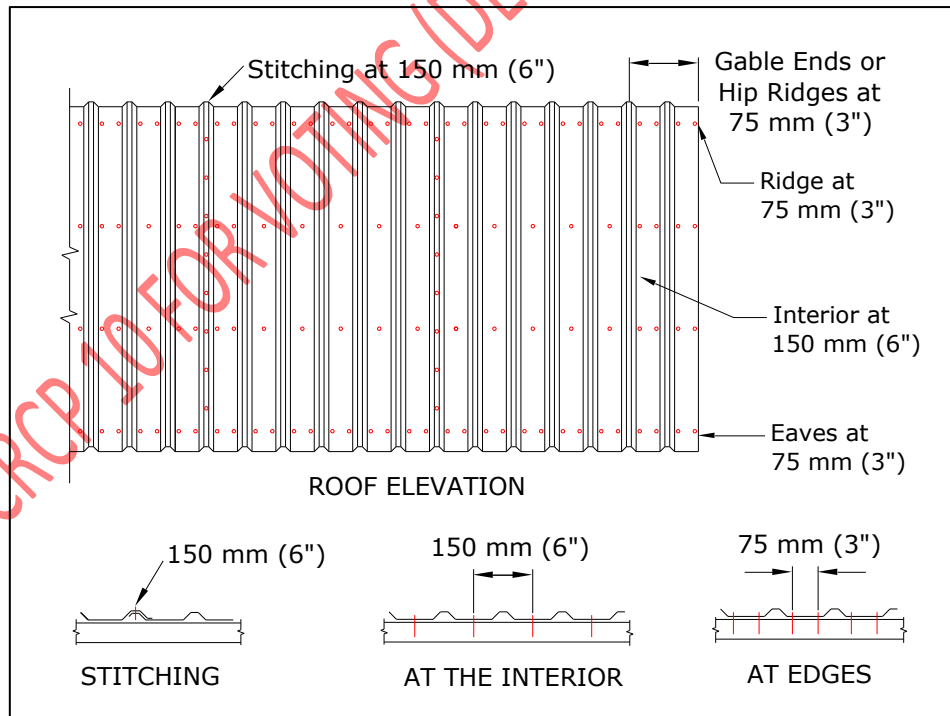 Stitching at 150 mm (6")
Gable Ends or
Hip Ridges at
75 mm (3")
Ridge at
75 mm (3")
Interior at
150 mm (6")
Eaves at
75 mm (3")
ROOF ELEVATION
CRCP 10 FOR VOTING
150 mm (6")
150 mm (6")
75 mm (3")
STITCHING
AT THE INTERIOR
AT EDGES